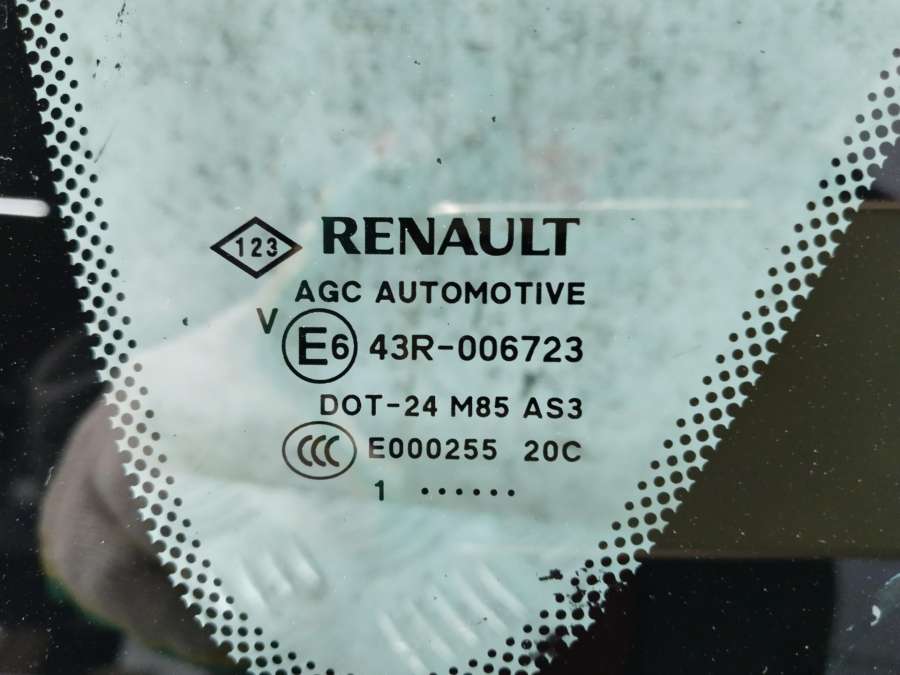 123 RENAULT
AGC AUTOMOTIVE
V
E6 43R-006723
DOT-24 M85 AS3
CCC E000255 20C
1 ......